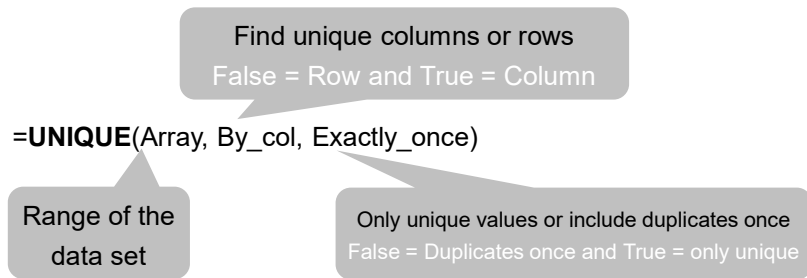 Find unique columns or rows
False = Row and True = Column
=UNIQUE(Array, By_col, Exactly_once)
Range of the
data set
Only unique values or include duplicates once
False = Duplicates once and True = only unique